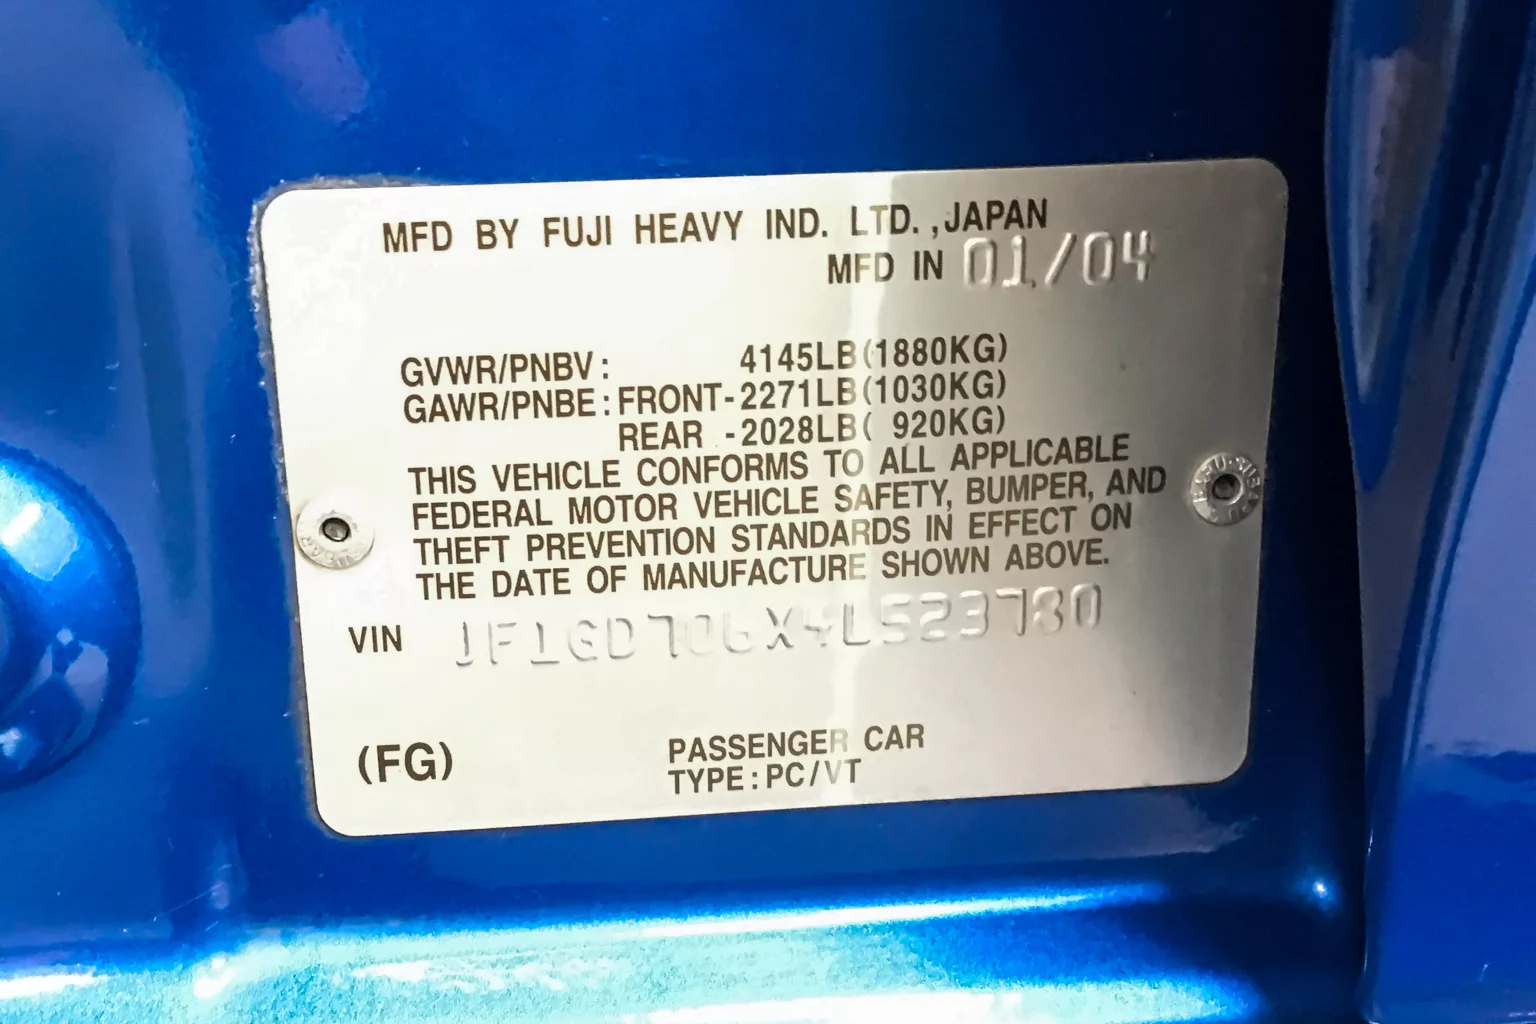 MFD BY FUJI HEAVY IND. LTD. ,JAPAN
MFD IN 01/04
GVWR/PNBV: 4145LB(1880KG)
GAWR/PNBE:FRONT-2271LB(1030KG)
REAR -2028LB( 920KG)
THIS VEHICLE CONFORMS TO ALL APPLICABLE
FEDERAL MOTOR VEHICLE SAFETY, BUMPER, AND
THEFT PREVENTION STANDARDS IN EFFECT ON
THE DATE OF MANUFACTURE SHOWN ABOVE.
VIN JF1GD706X4L523780
(FG)
PASSENGER CAR
TYPE:PC/VT